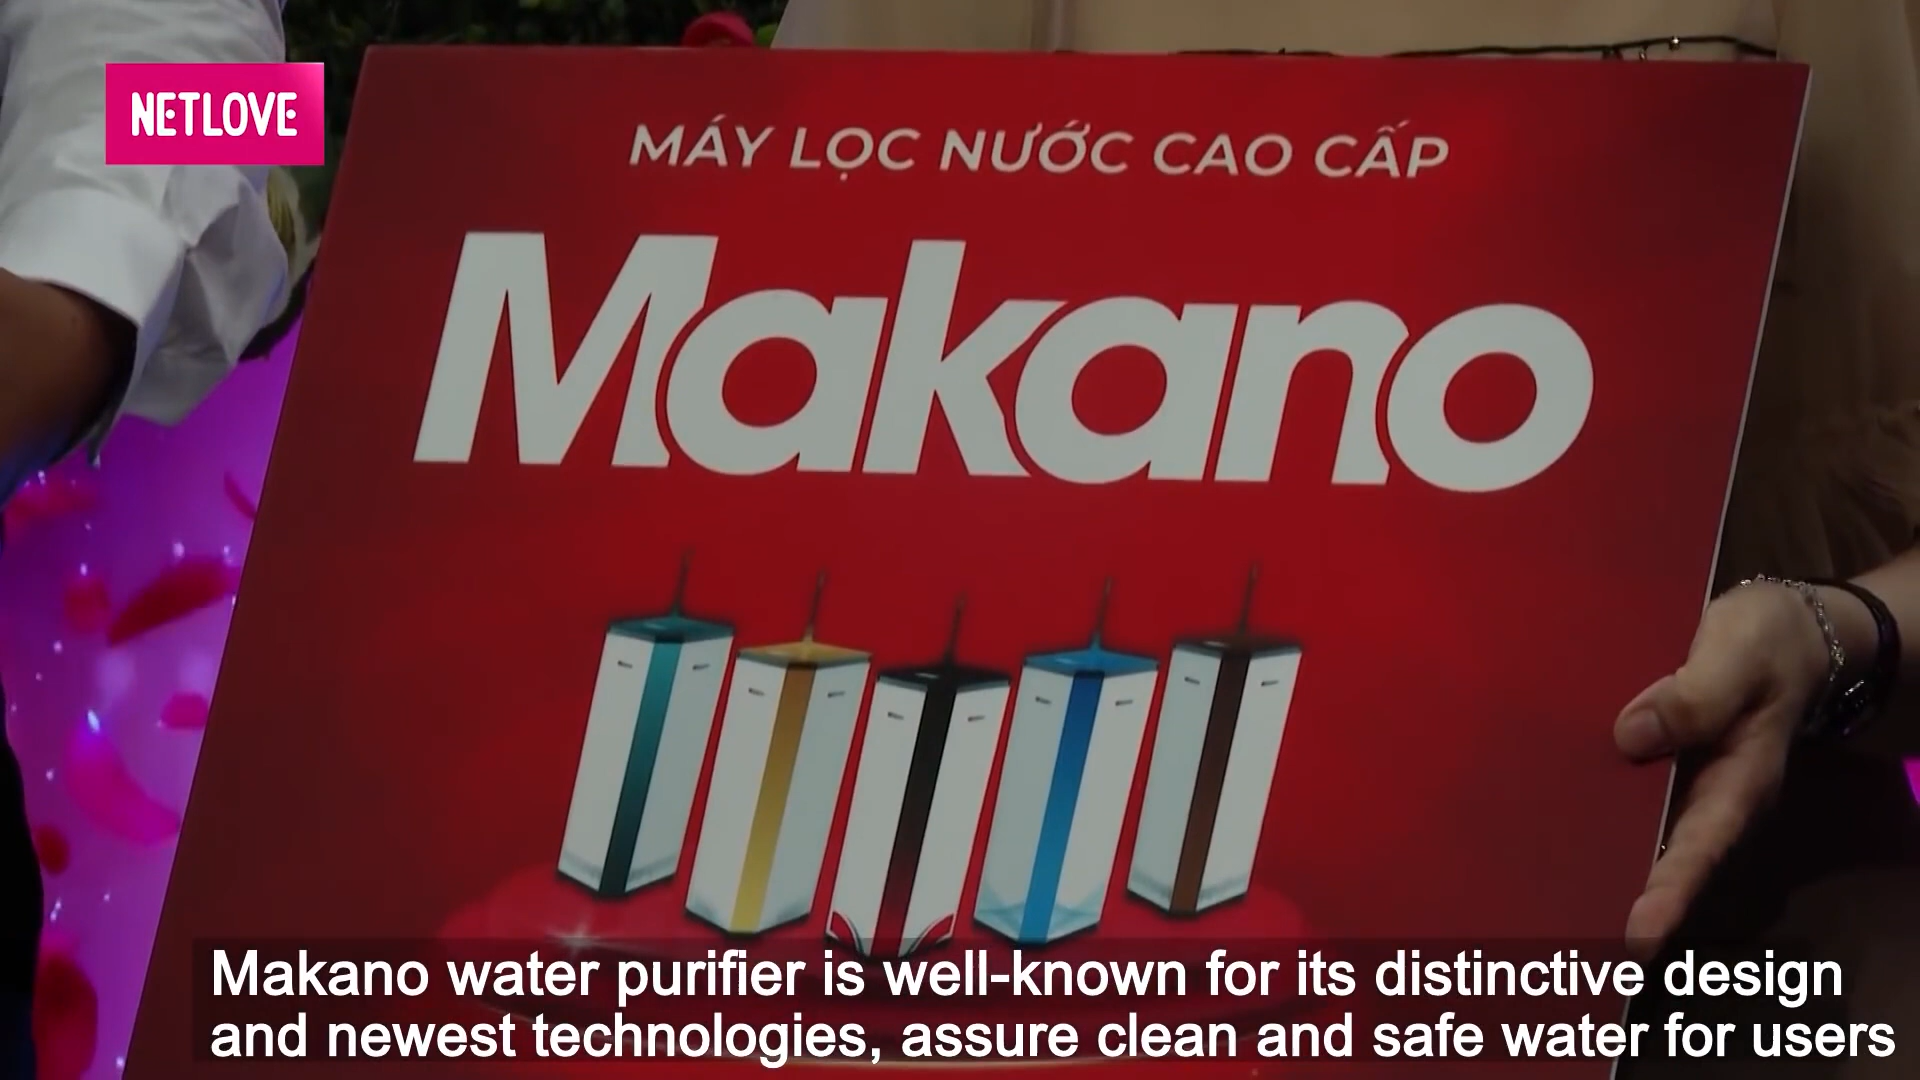 NETLOVE
MÁY LỌC NƯỚC CAO CẤP
Makano
Makano water purifier is well-known for its distinctive design
and newest technologies, assure clean and safe water for users